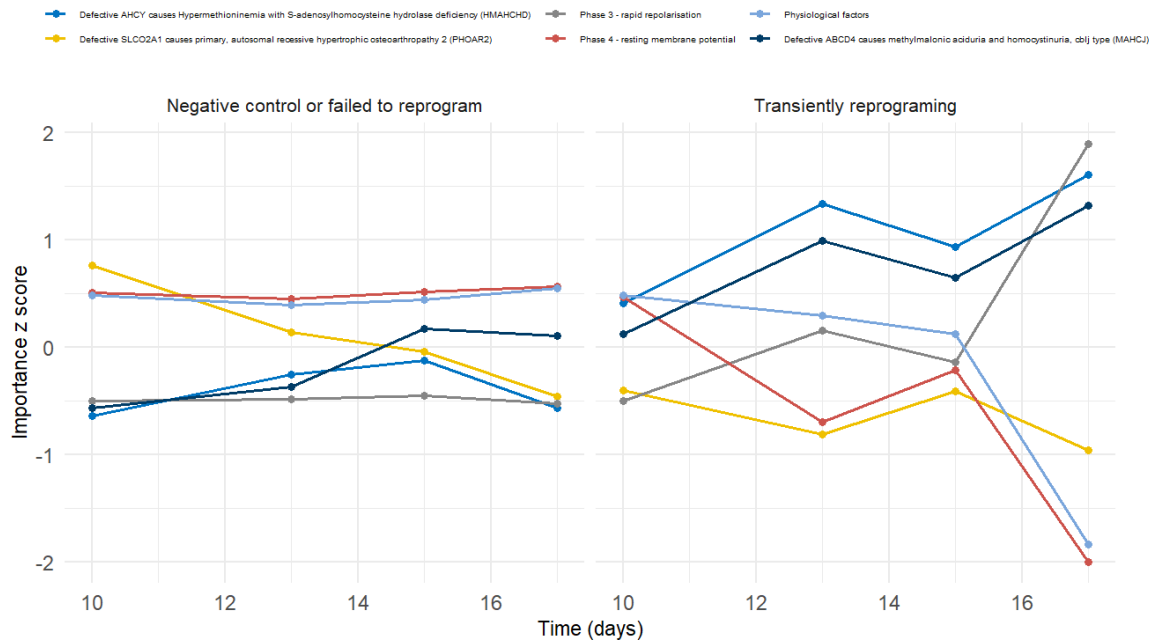 Defective AHCY causes Hypermethioninemia with S-adenosylhomocysteine hydrolase deficiency (HMAHCHD)
Phase 3 - rapid repolarisation
Physiological factors
Defective SLCO2A1 causes primary, autosomal recessive hypertrophic osteoarthropathy 2 (PHOAR2)
Phase 4 - resting membrane potential
Defective ABCD4 causes methylmalonic aciduria and homocystinuria, cblj type (MAHCJ)
Negative control or failed to reprogram
Transiently reprograming
2
1
0
-1
-2
Importance z score
10 12 14 16
10 12 14 16
Time (days)